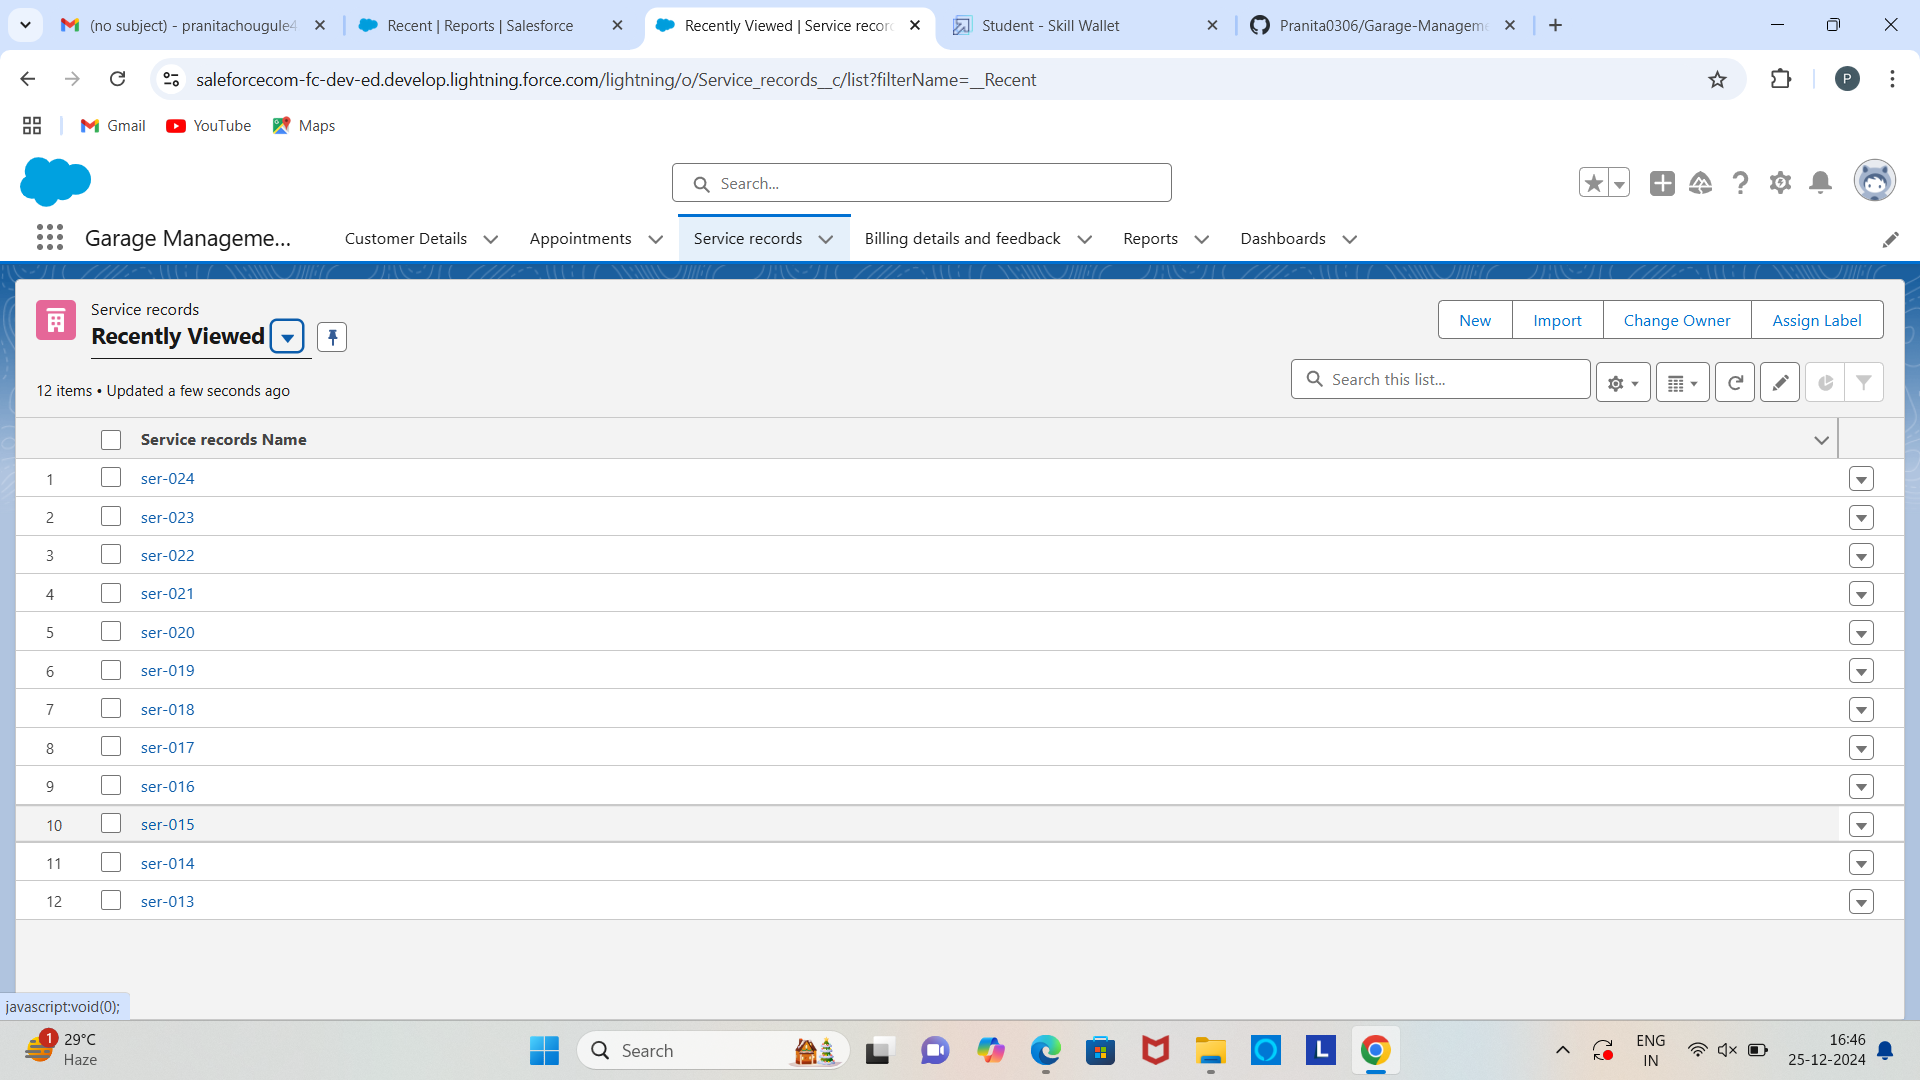 (no subject) - pranitachougule4
Recent | Reports | Salesforce
Recently Viewed | Service recor
Student - Skill Wallet
Pranita0306/Garage-Manageme
saleforcecom-fc-dev-ed.develop.lightning.force.com/lightning/o/Service_records__c/list?filterName=__Recent
P
Gmail
YouTube
Maps
Search...
Garage Manageme...
Customer Details
Appointments
Service records
Billing details and feedback
Reports
Dashboards
Service records
Recently Viewed
New
Import
Change Owner
Assign Label
12 items • Updated a few seconds ago
Search this list...
Service records Name
1 ser-024
2 ser-023
3 ser-022
4 ser-021
5 ser-020
6 ser-019
7 ser-018
8 ser-017
9 ser-016
10 ser-015
11 ser-014
12 ser-013
javascript:void(0);
1
29°C
Haze
Search
L
ENG
IN
16:46
25-12-2024